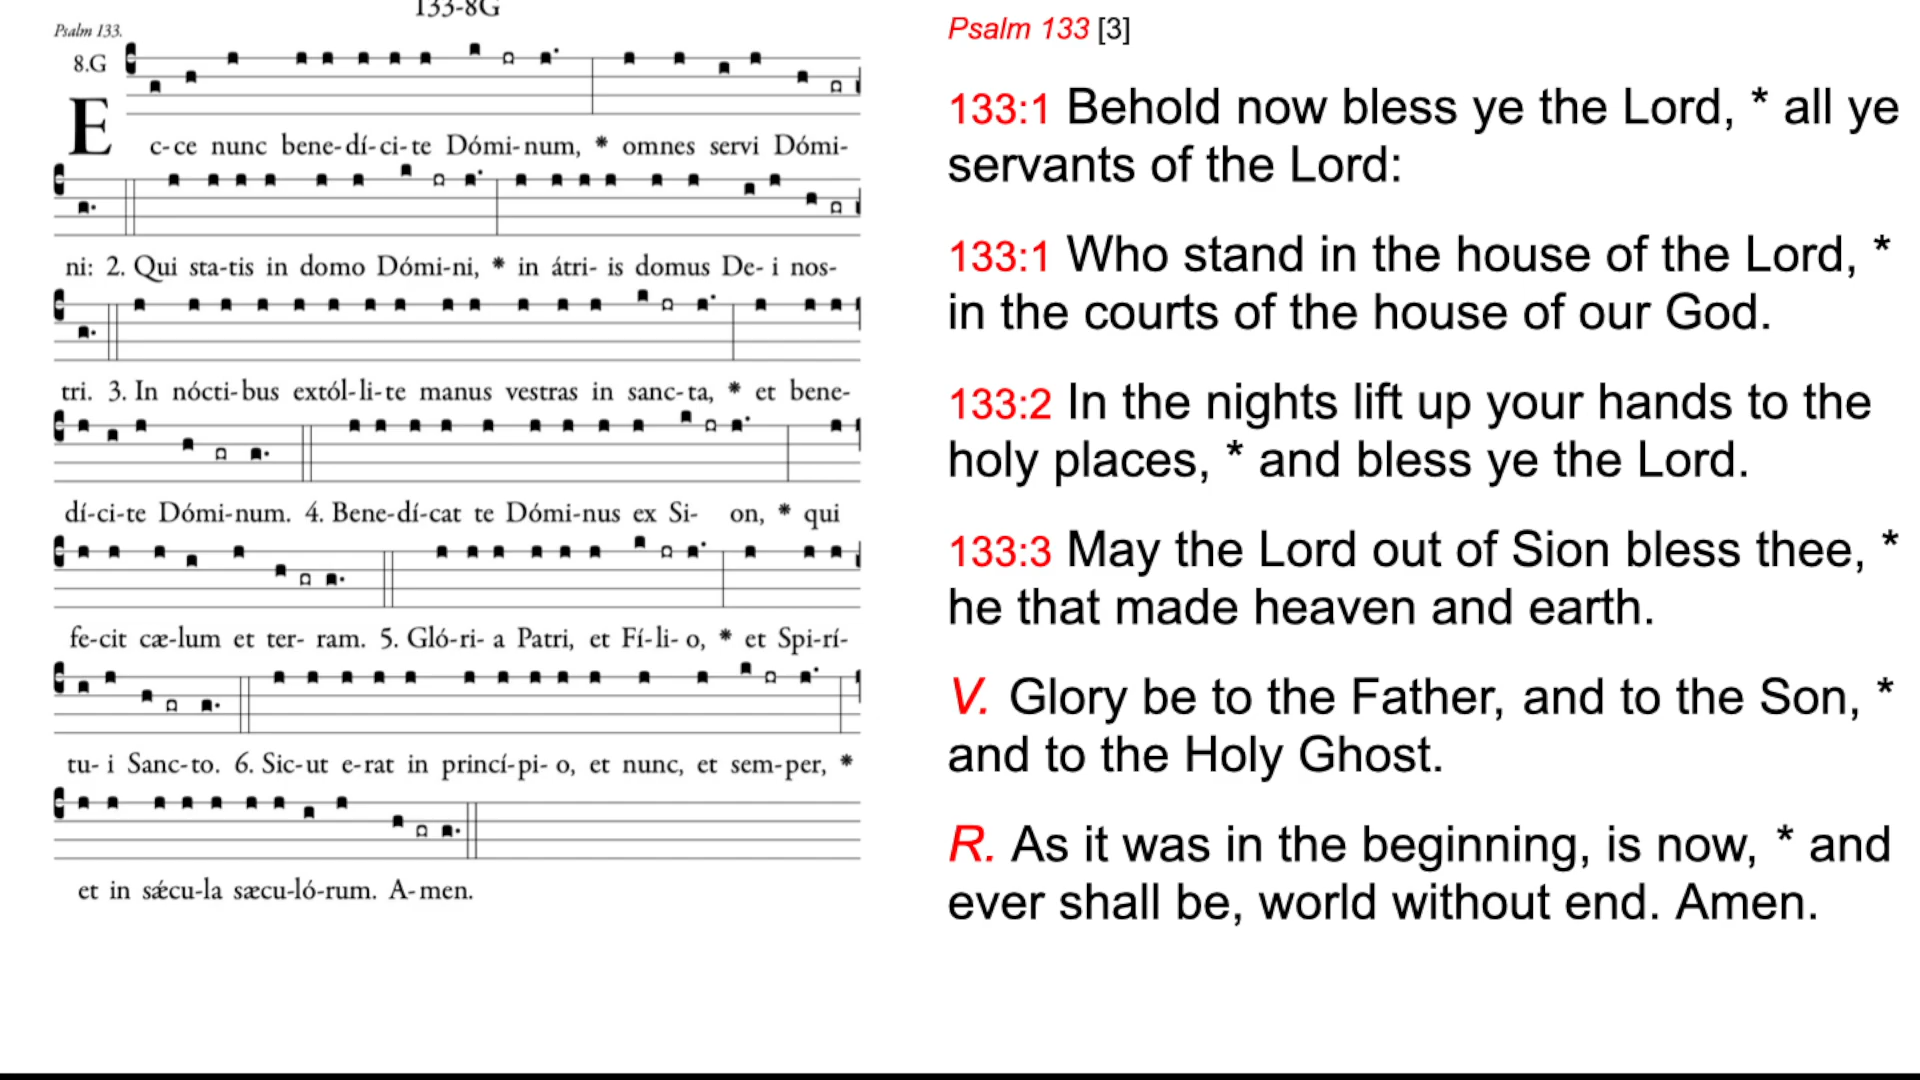 133-8G
Psalm 133.
8.G
Ecce nunc bene-dí-ci-te Dómi-num, * omnes servi Dómi-
ni: 2. Qui sta-tis in domo Dómi-ni, * in átri- is domus De- i nos-
tri. 3. In nócti-bus extól-li-te manus vestras in sanc-ta, * et bene-
dí-ci-te Dómi-num. 4. Bene-dí-cat te Dómi-nus ex Si- on, * qui
fe-cit cæ-lum et ter- ram. 5. Gló-ri- a Patri, et Fí-li- o, * et Spi-rí-
tu- i Sanc-to. 6. Sic-ut e-rat in princí-pi- o, et nunc, et sem-per, *
et in sǽcu-la sæcu-ló-rum. A-men.
Psalm 133 [3]
133:1 Behold now bless ye the Lord, * all ye
servants of the Lord:
133:1 Who stand in the house of the Lord, *
in the courts of the house of our God.
133:2 In the nights lift up your hands to the
holy places, * and bless ye the Lord.
133:3 May the Lord out of Sion bless thee, *
he that made heaven and earth.
V. Glory be to the Father, and to the Son, *
and to the Holy Ghost.
R. As it was in the beginning, is now, * and
ever shall be, world without end. Amen.